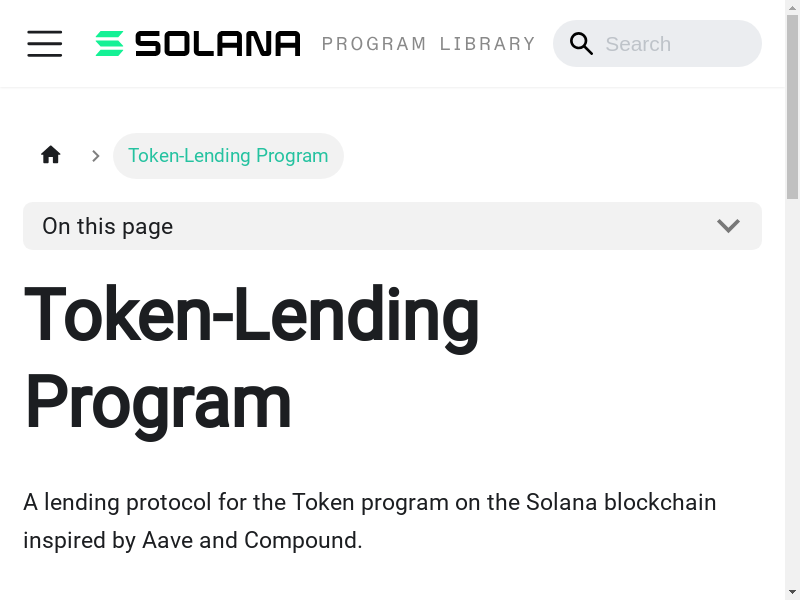 SOLANA PROGRAM LIBRARY Search
Token-Lending Program
On this page
Token-Lending
Program
A lending protocol for the Token program on the Solana blockchain
inspired by Aave and Compound.